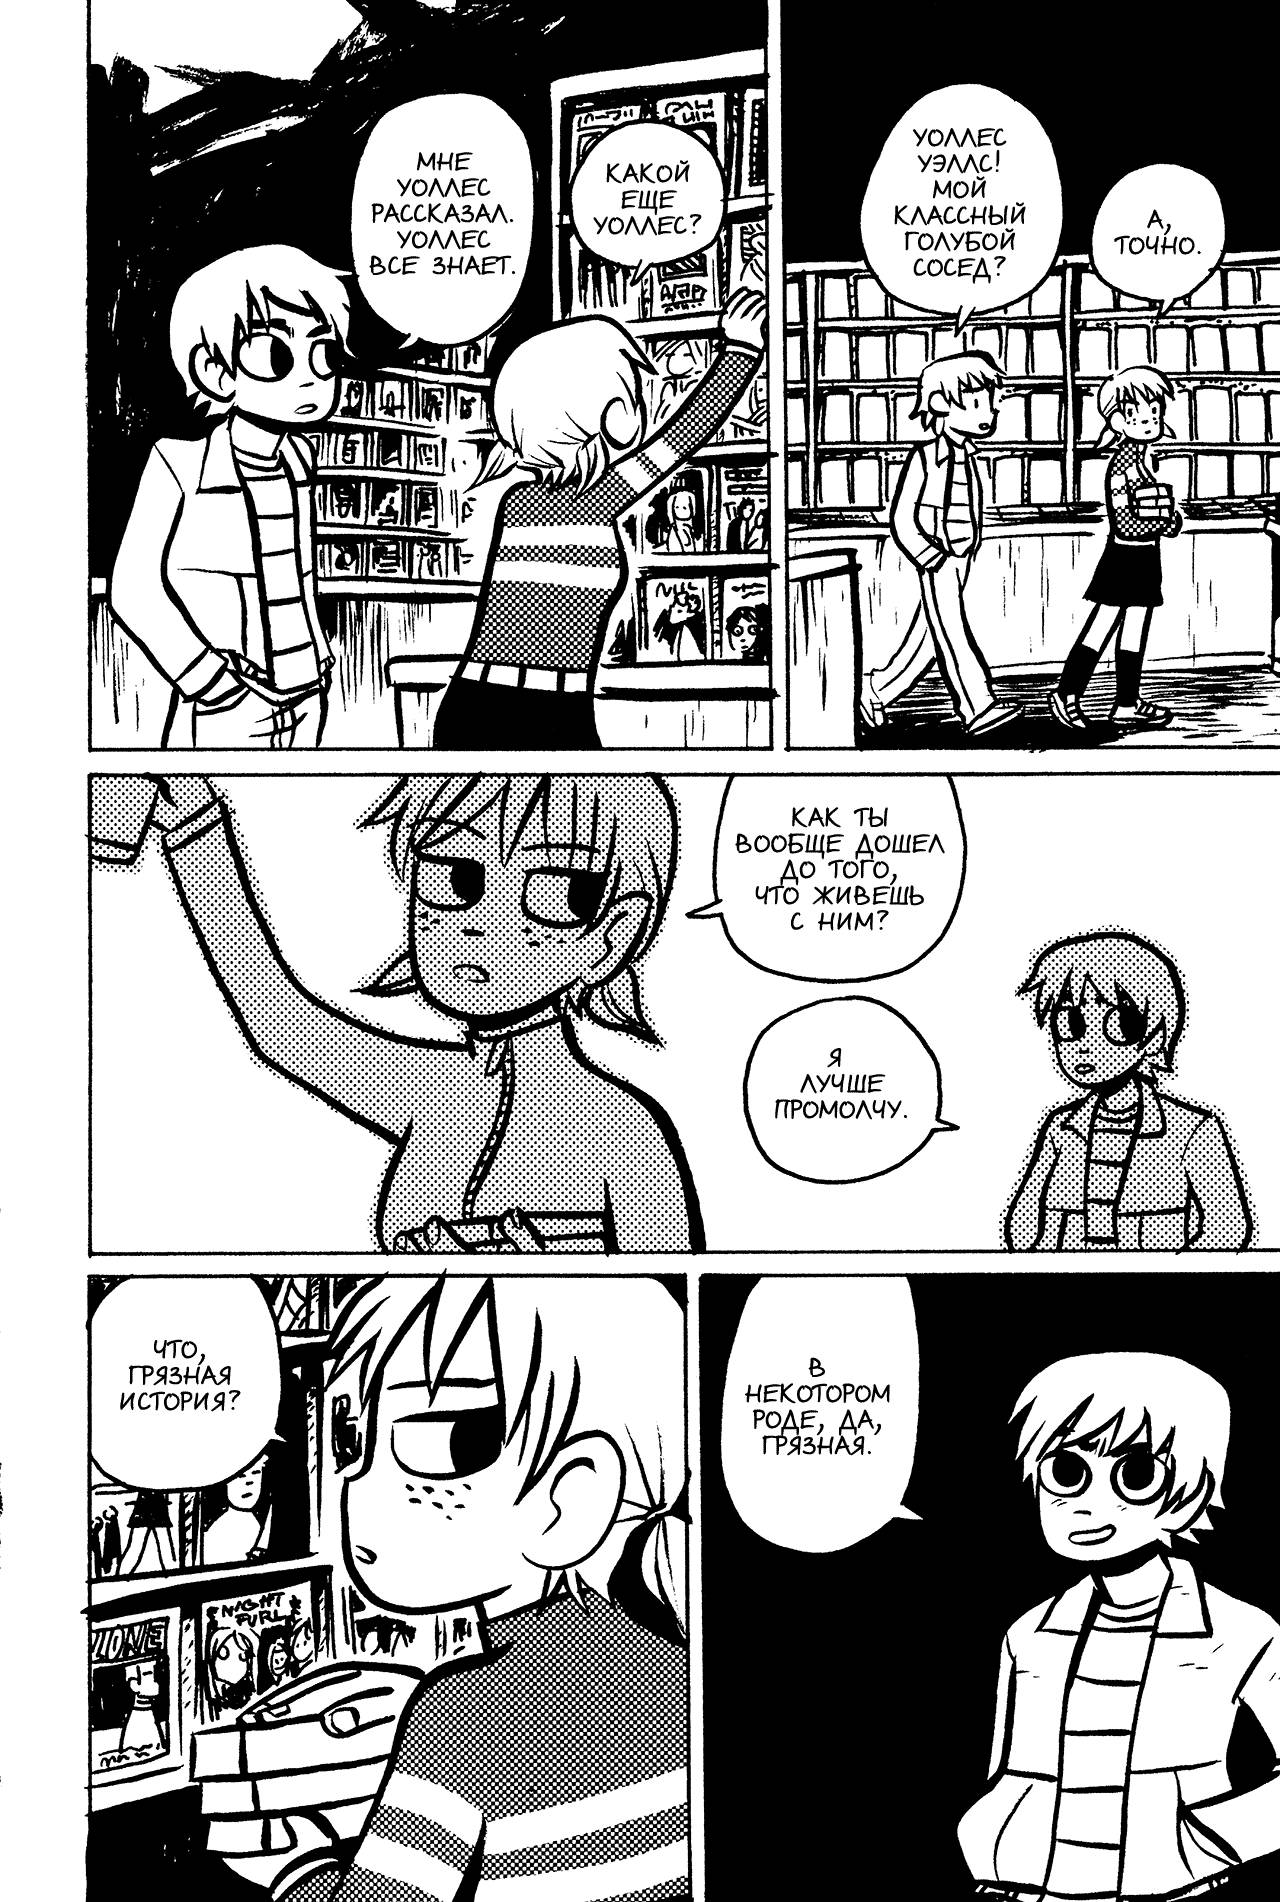 МНЕ
УОЛЛЕС
РАССКАЗАЛ.
УОЛЛЕС
ВСЕ ЗНАЕТ.
КАКОЙ
ЕЩЕ
УОЛЛЕС?
УОЛЛЕС
УЭЛЛС!
МОЙ
КЛАССНЫЙ
ГОЛУБОЙ
СОСЕД?
А,
ТОЧНО.
КАК ТЫ
ВООБЩЕ ДОШЕЛ
ДО ТОГО,
ЧТО ЖИВЕШЬ
С НИМ?
Я
ЛУЧШЕ
ПРОМОЛЧУ.
ЧТО,
ГРЯЗНАЯ
ИСТОРИЯ?
NIGHT
В
НЕКОТОРОМ
РОДЕ, ДА,
ГРЯЗНАЯ.